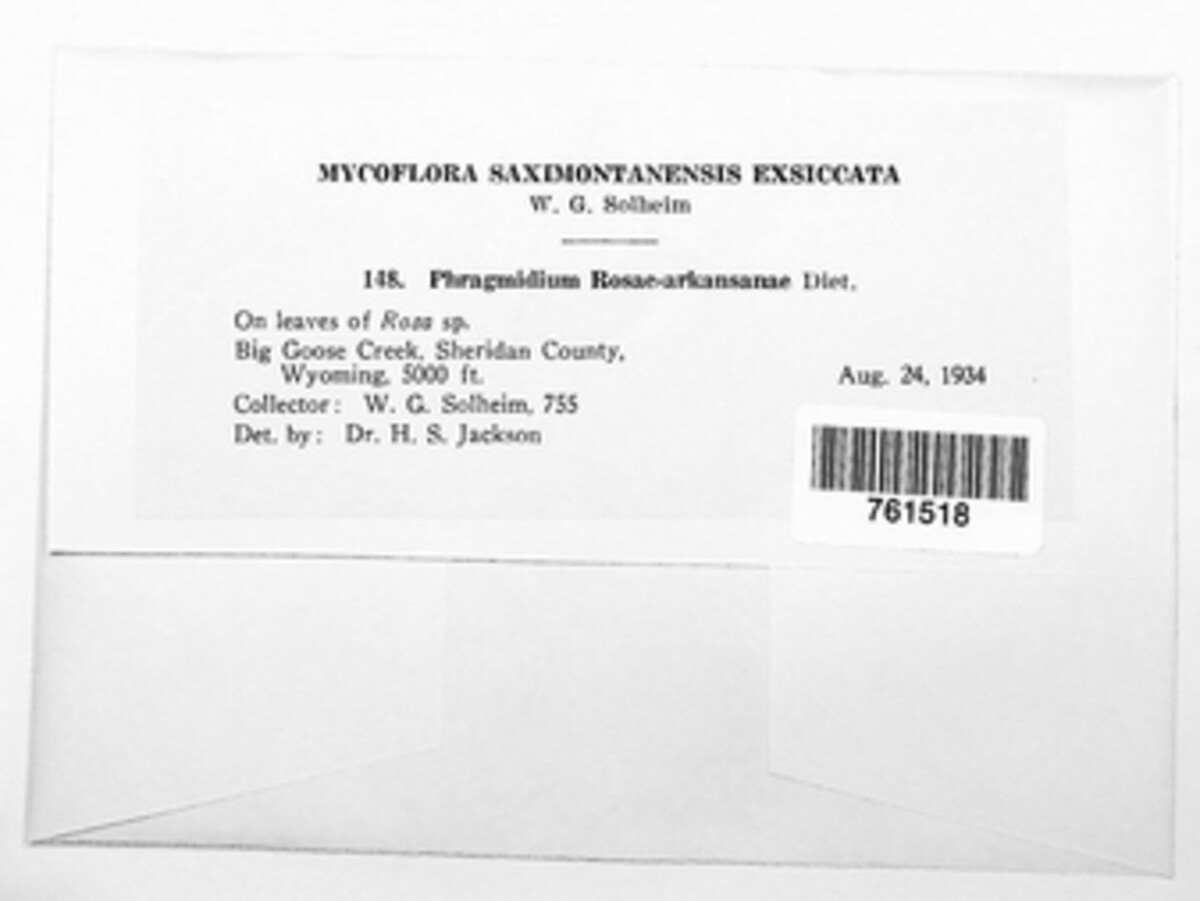 MYCOFLORA SAXIMONTANENSIS EXSICCATA
W. G. Solheim
148. Phragmidium Rosae-arkansanae Diet.
On leaves of Rosa sp.
Big Goose Creek, Sheridan County,
Wyoming, 5000 ft.
Aug. 24, 1934
Collector: W. G. Solheim, 755
Det. by: Dr. H. S. Jackson
761518